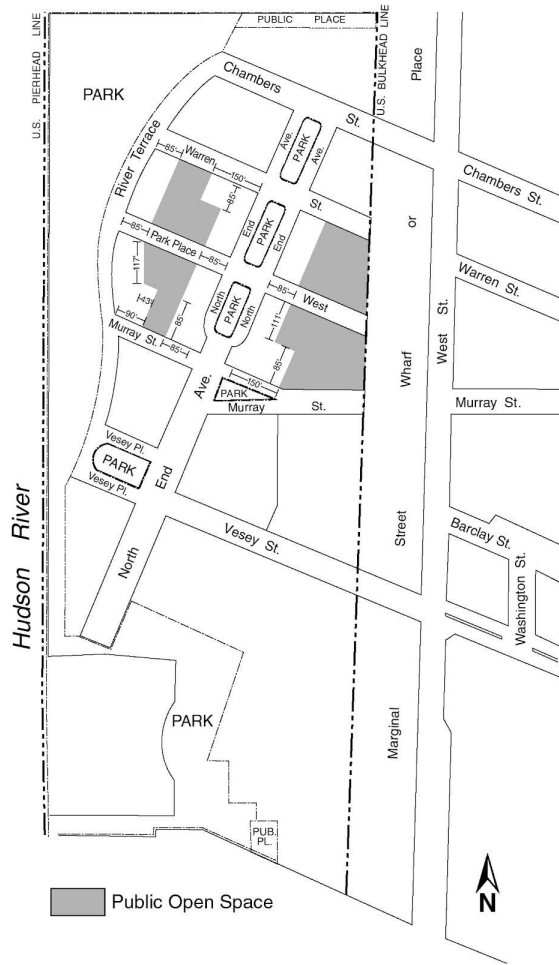 U.S. PIERHEAD LINE
PUBLIC PLACE
U.S. BULKHEAD LINE
Place
PARK
Chambers St.
River Terrace
Ave.
PARK
Ave.
Chambers St.
85'
Warren St.
150'
85'
85'
Park Place
85'
End
PARK
End
or
Warren St.
117'
43'
85'
90'
Murray St.
85'
North
PARK
North
85'
West
111'
85'
150'
West St.
Wharf
Ave.
PARK
Murray St.
Murray St.
Vesey Pl.
PARK
Vesey Pl.
End
Vesey St.
Street
Barclay St.
Washington St.
North
Hudson River
PARK
Marginal
PUB.
PL.
Public Open Space
N